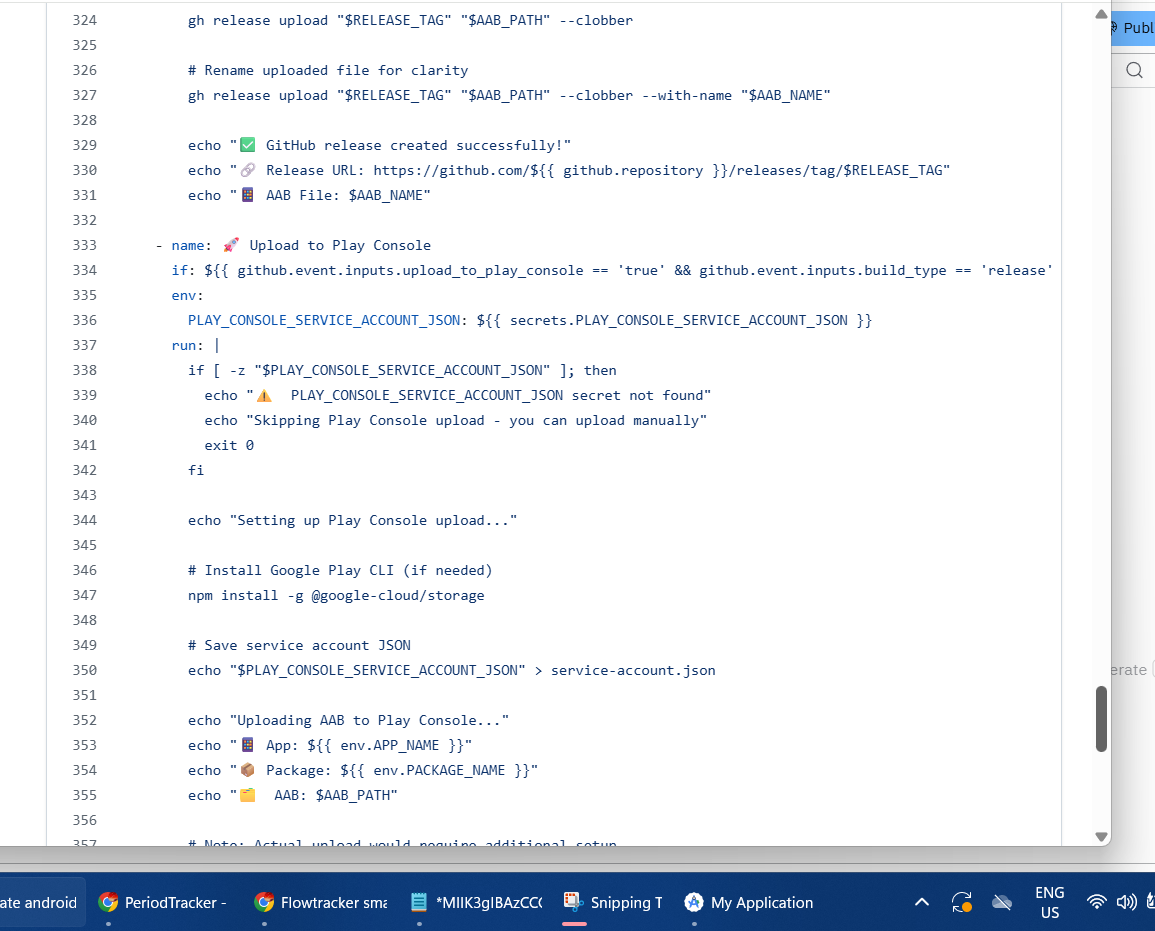 324 gh release upload "$RELEASE_TAG" "$AAB_PATH" --clobber
325
326 # Rename uploaded file for clarity
327 gh release upload "$RELEASE_TAG" "$AAB_PATH" --clobber --with-name "$AAB_NAME"
328
329 echo "✅ GitHub release created successfully!"
330 echo "🔗 Release URL: https://github.com/${{ github.repository }}/releases/tag/$RELEASE_TAG"
331 echo "📱 AAB File: $AAB_NAME"
332
333 - name: 🚀 Upload to Play Console
334 if: ${{ github.event.inputs.upload_to_play_console == 'true' && github.event.inputs.build_type == 'release'
335 env:
336 PLAY_CONSOLE_SERVICE_ACCOUNT_JSON: ${{ secrets.PLAY_CONSOLE_SERVICE_ACCOUNT_JSON }}
337 run: |
338 if [ -z "$PLAY_CONSOLE_SERVICE_ACCOUNT_JSON" ]; then
339 echo "⚠️  PLAY_CONSOLE_SERVICE_ACCOUNT_JSON secret not found"
340 echo "Skipping Play Console upload - you can upload manually"
341 exit 0
342 fi
343
344 echo "Setting up Play Console upload..."
345
346 # Install Google Play CLI (if needed)
347 npm install -g @google-cloud/storage
348
349 # Save service account JSON
350 echo "$PLAY_CONSOLE_SERVICE_ACCOUNT_JSON" > service-account.json
351
352 echo "Uploading AAB to Play Console..."
353 echo "📱 App: ${{ env.APP_NAME }}"
354 echo "📦 Package: ${{ env.PACKAGE_NAME }}"
355 echo "🗂️  AAB: $AAB_PATH"
356
357 # Note: Actual upload would require additional setup
Publ
erate
ate android
PeriodTracker -
Flowtracker sma
*MIIK3gIBAzCC
Snipping T
My Application
ENG
US